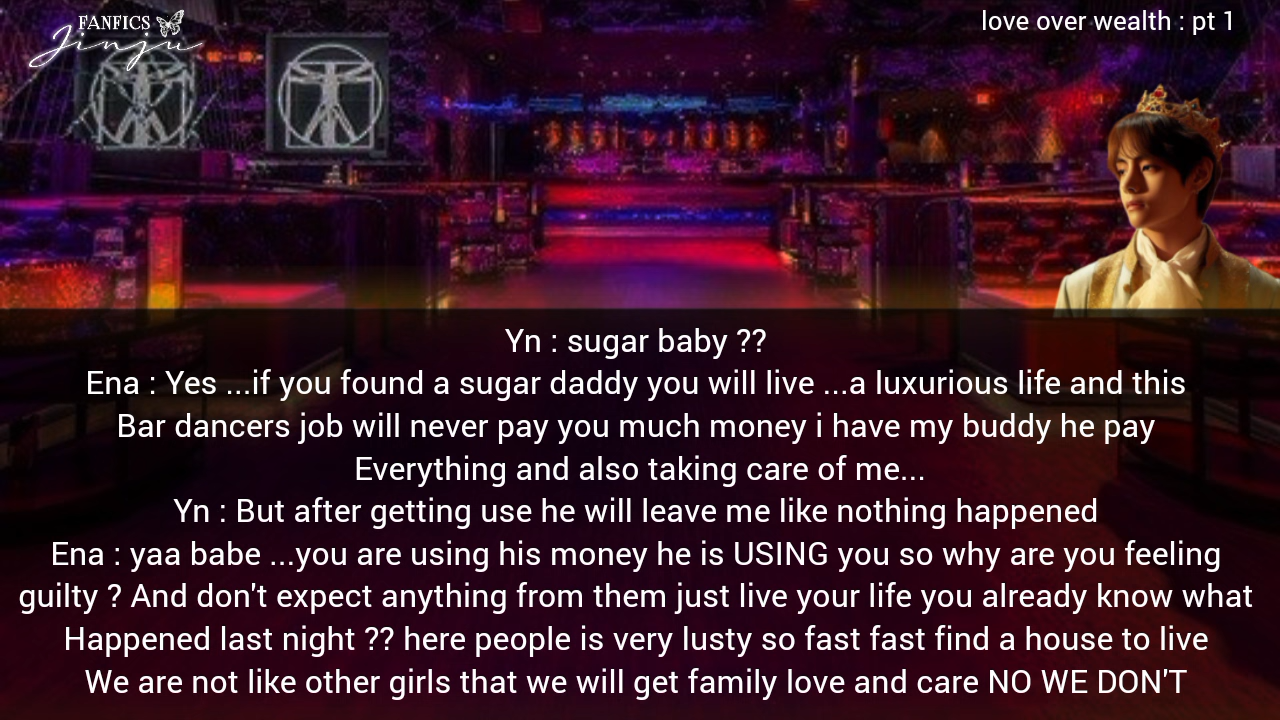 FANFICS
Jinju
love over wealth : pt 1
Yn : sugar baby ??
Ena : Yes ...if you found a sugar daddy you will live ...a luxurious life and this
Bar dancers job will never pay you much money i have my buddy he pay
Everything and also taking care of me...
Yn : But after getting use he will leave me like nothing happened
Ena : yaa babe ...you are using his money he is USING you so why are you feeling
guilty ? And don't expect anything from them just live your life you already know what
Happened last night ?? here people is very lusty so fast fast find a house to live
We are not like other girls that we will get family love and care NO WE DON'T